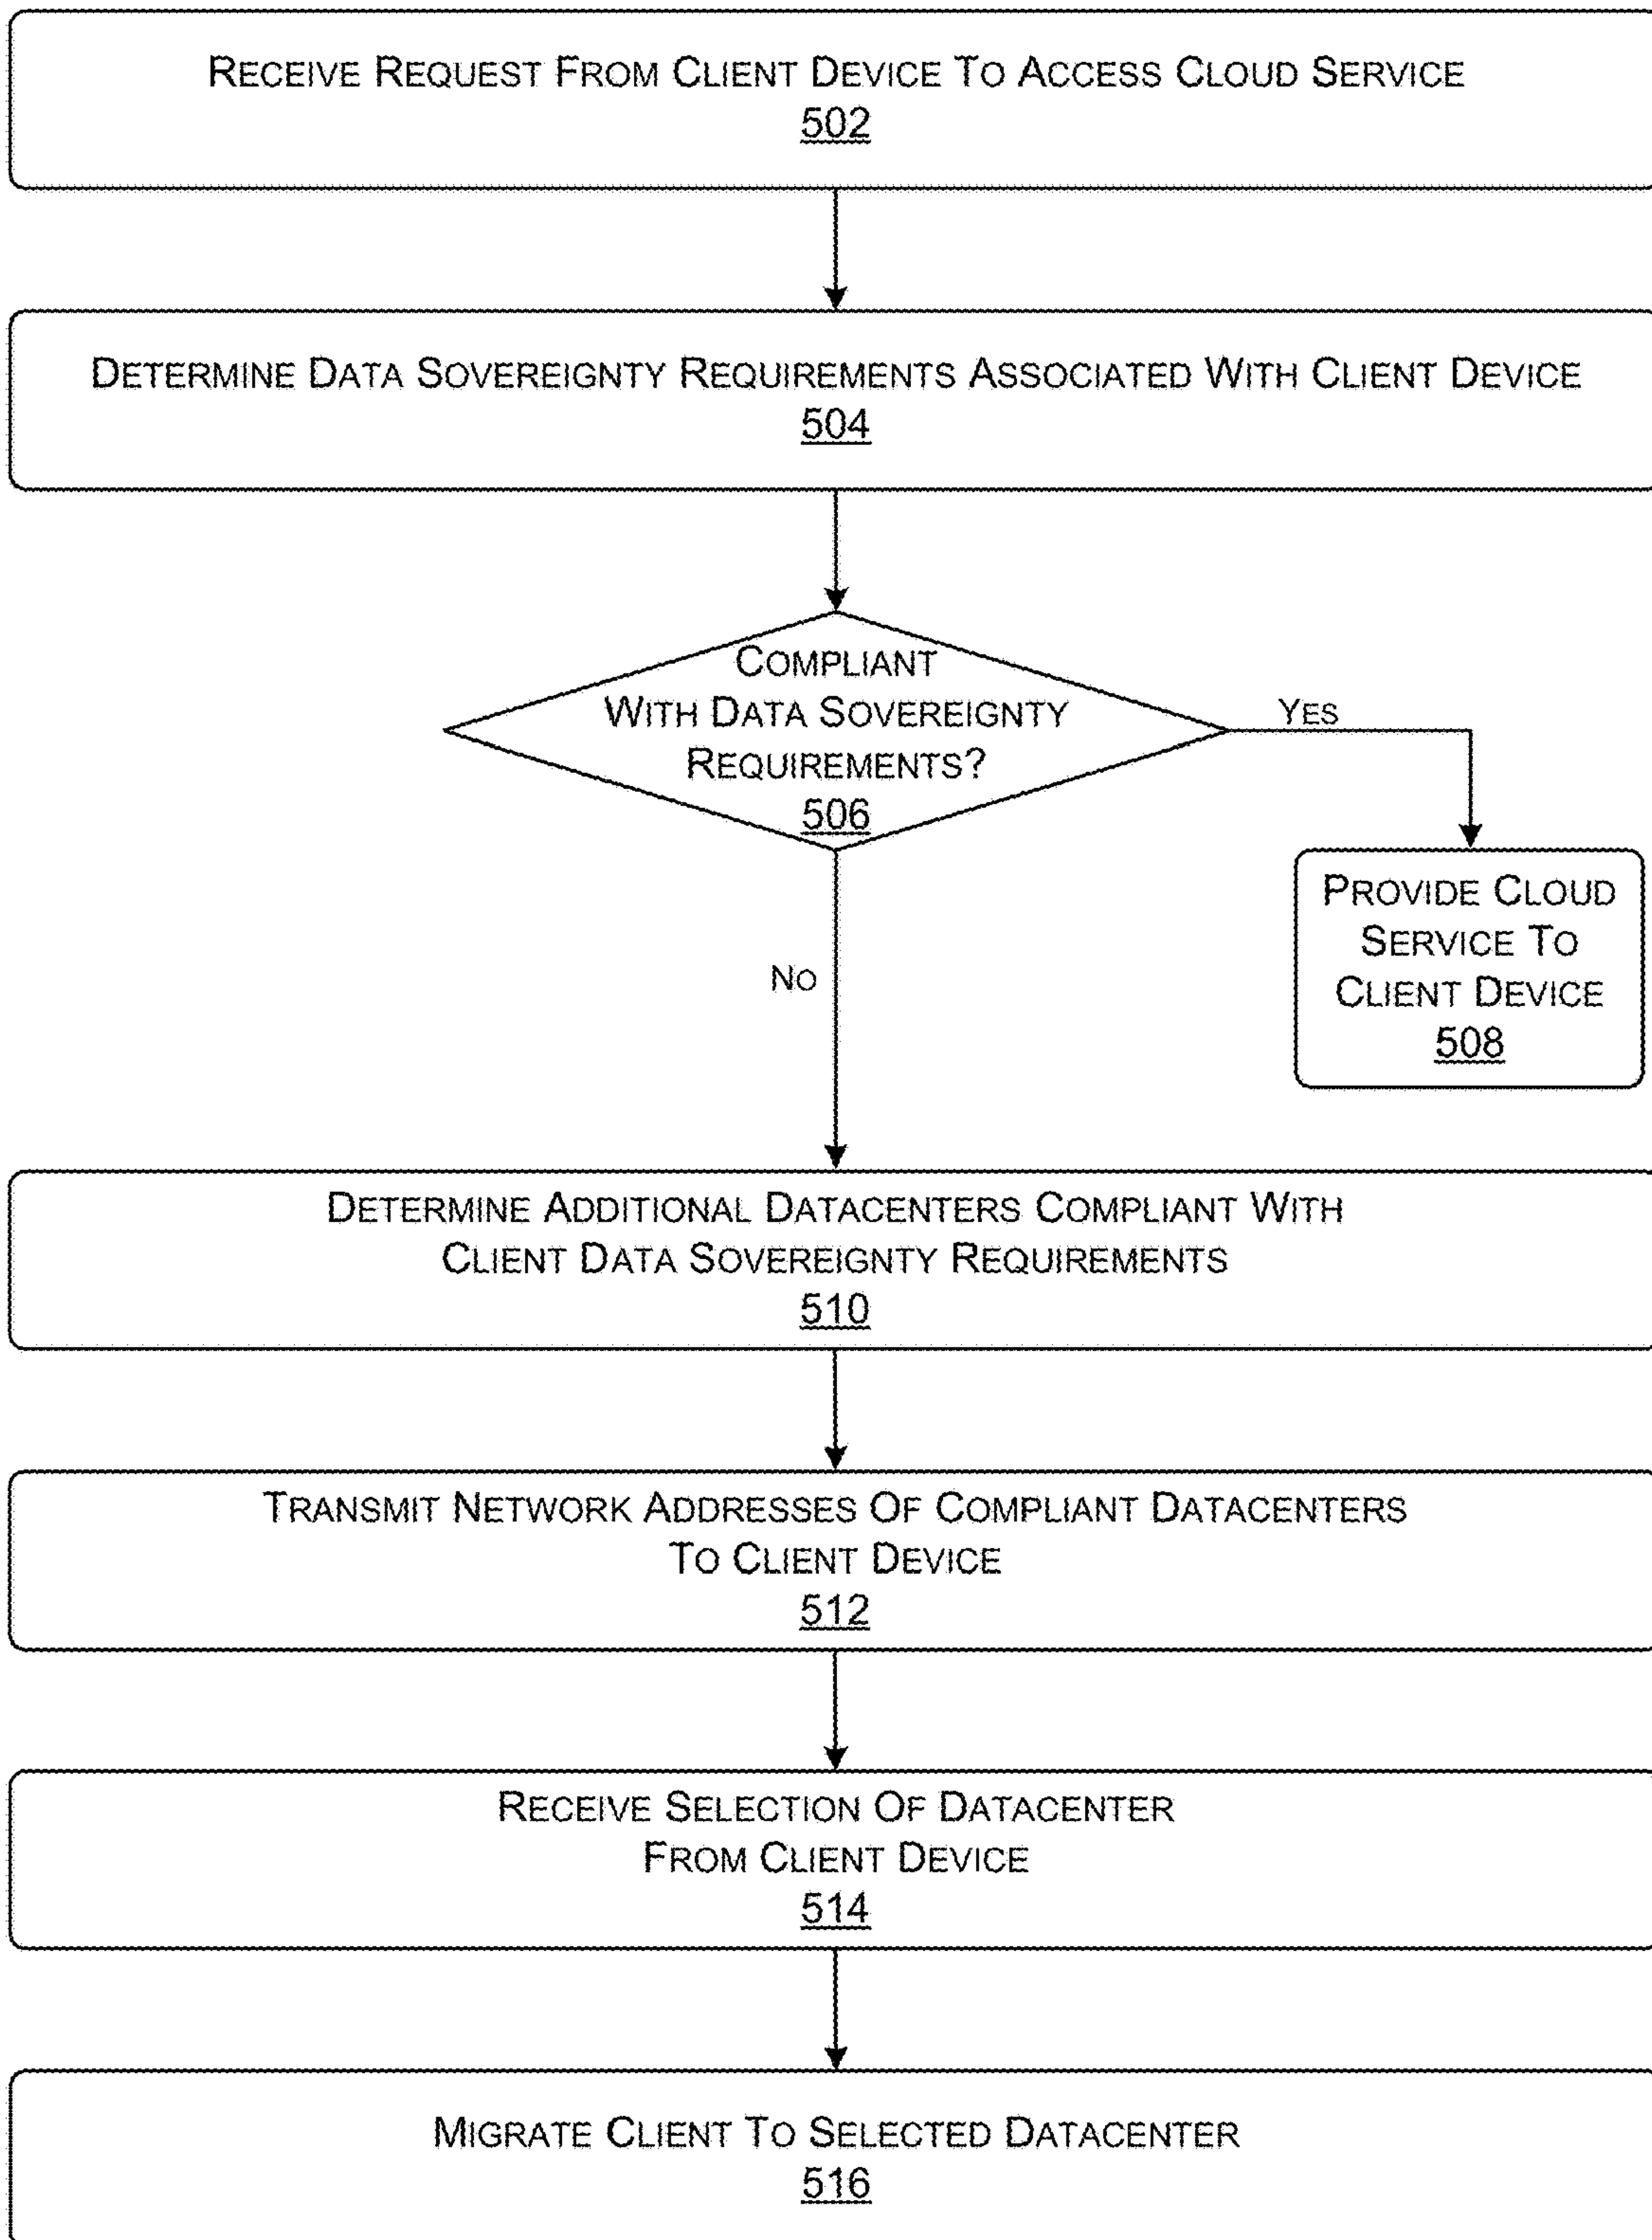 RECEIVE REQUEST FROM CLIENT DEVICE TO ACCESS CLOUD SERVICE
502
DETERMINE DATA SOVEREIGNTY REQUIREMENTS ASSOCIATED WITH CLIENT DEVICE
504
COMPLIANT
WITH DATA SOVEREIGNTY
REQUIREMENTS?
506
YES
PROVIDE CLOUD
SERVICE TO
CLIENT DEVICE
508
NO
DETERMINE ADDITIONAL DATACENTERS COMPLIANT WITH
CLIENT DATA SOVEREIGNTY REQUIREMENTS
510
TRANSMIT NETWORK ADDRESSES OF COMPLIANT DATACENTERS
TO CLIENT DEVICE
512
RECEIVE SELECTION OF DATACENTER
FROM CLIENT DEVICE
514
MIGRATE CLIENT TO SELECTED DATACENTER
516